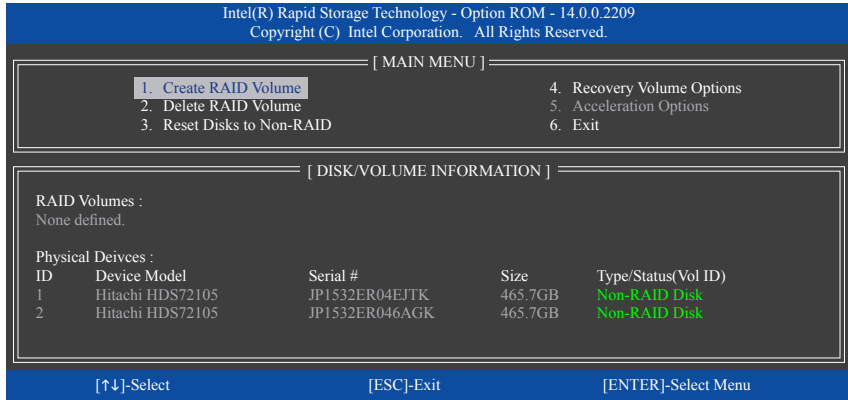 Intel(R) Rapid Storage Technology - Option ROM - 14.0.0.2209
Copyright (C) Intel Corporation. All Rights Reserved.
[ MAIN MENU ]
1. Create RAID Volume
2. Delete RAID Volume
3. Reset Disks to Non-RAID
4. Recovery Volume Options
5. Acceleration Options
6. Exit
[ DISK/VOLUME INFORMATION ]
RAID Volumes :
None defined.
Physical Deivces :
ID Device Model Serial # Size Type/Status(Vol ID)
1 Hitachi HDS72105 JP1532ER04EJTK 465.7GB Non-RAID Disk
2 Hitachi HDS72105 JP1532ER046AGK 465.7GB Non-RAID Disk
[↑↓]-Select [ESC]-Exit [ENTER]-Select Menu